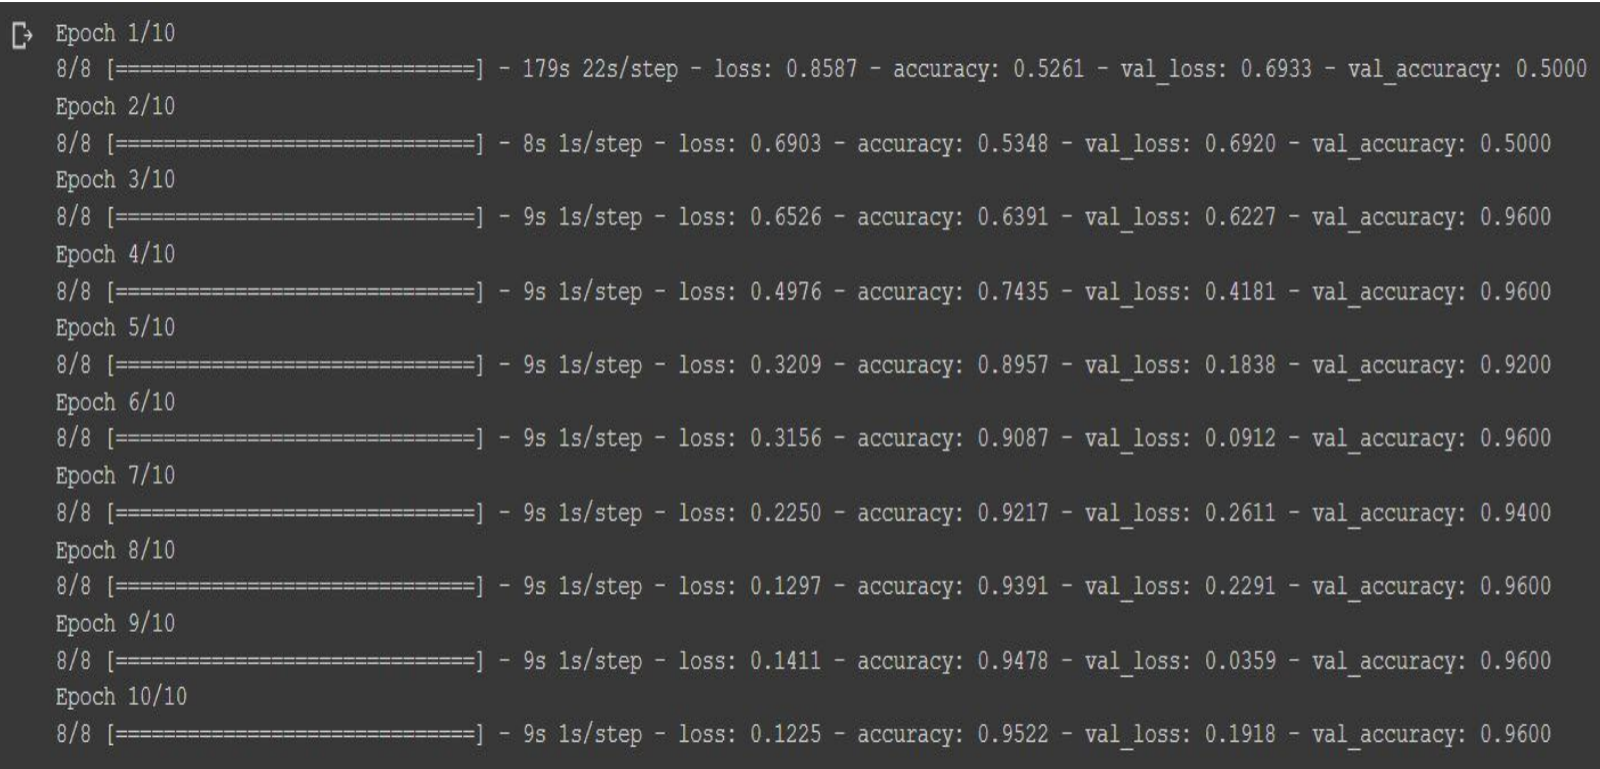 Epoch 1/10
8/8 [==============================] - 179s 22s/step - loss: 0.8587 - accuracy: 0.5261 - val_loss: 0.6933 - val_accuracy: 0.5000
Epoch 2/10
8/8 [==============================] - 8s 1s/step - loss: 0.6903 - accuracy: 0.5348 - val_loss: 0.6920 - val_accuracy: 0.5000
Epoch 3/10
8/8 [==============================] - 9s 1s/step - loss: 0.6526 - accuracy: 0.6391 - val_loss: 0.6227 - val_accuracy: 0.9600
Epoch 4/10
8/8 [==============================] - 9s 1s/step - loss: 0.4976 - accuracy: 0.7435 - val_loss: 0.4181 - val_accuracy: 0.9600
Epoch 5/10
8/8 [==============================] - 9s 1s/step - loss: 0.3209 - accuracy: 0.8957 - val_loss: 0.1838 - val_accuracy: 0.9200
Epoch 6/10
8/8 [==============================] - 9s 1s/step - loss: 0.3156 - accuracy: 0.9087 - val_loss: 0.0912 - val_accuracy: 0.9600
Epoch 7/10
8/8 [==============================] - 9s 1s/step - loss: 0.2250 - accuracy: 0.9217 - val_loss: 0.2611 - val_accuracy: 0.9400
Epoch 8/10
8/8 [==============================] - 9s 1s/step - loss: 0.1297 - accuracy: 0.9391 - val_loss: 0.2291 - val_accuracy: 0.9600
Epoch 9/10
8/8 [==============================] - 9s 1s/step - loss: 0.1411 - accuracy: 0.9478 - val_loss: 0.0359 - val_accuracy: 0.9600
Epoch 10/10
8/8 [==============================] - 9s 1s/step - loss: 0.1225 - accuracy: 0.9522 - val_loss: 0.1918 - val_accuracy: 0.9600